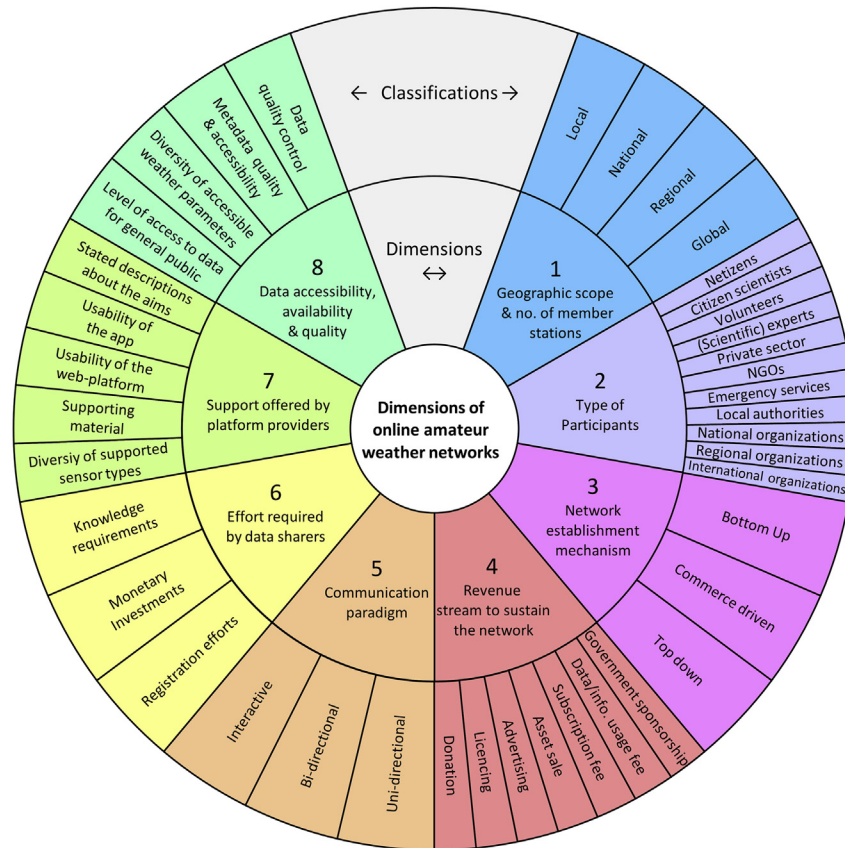 ← Classifications →
Dimensions
↔
Dimensions of
online amateur
weather networks
1
Geographic scope
& no. of member
stations
Local
National
Regional
Global
2
Type of
Participants
Netizens
Citizen scientists
Volunteers
(Scientific) experts
Private sector
NGOs
Emergency services
Local authorities
National organizations
Regional organizations
International organizations
3
Network
establishment
mechanism
Bottom Up
Commerce driven
Top down
4
Revenue
stream to sustain
the network
Government sponsorship
Data/info. usage fee
Subscription fee
Asset sale
Advertising
Licencing
Donation
5
Communication
paradigm
Uni-directional
Bi-directional
Interactive
6
Effort required
by data sharers
Registration efforts
Monetary
Investments
Knowledge
requirements
7
Support offered by
platform providers
Diversiy of supported
sensor types
Supporting
material
Usability of the
web-platform
Usability of
the app
Stated descriptions
about the aims
8
Data accessibility,
availability
& quality
Level of access to data
for general public
Diversity of accessible
weather parameters
Metadata quality
& accessibility
Data
quality control